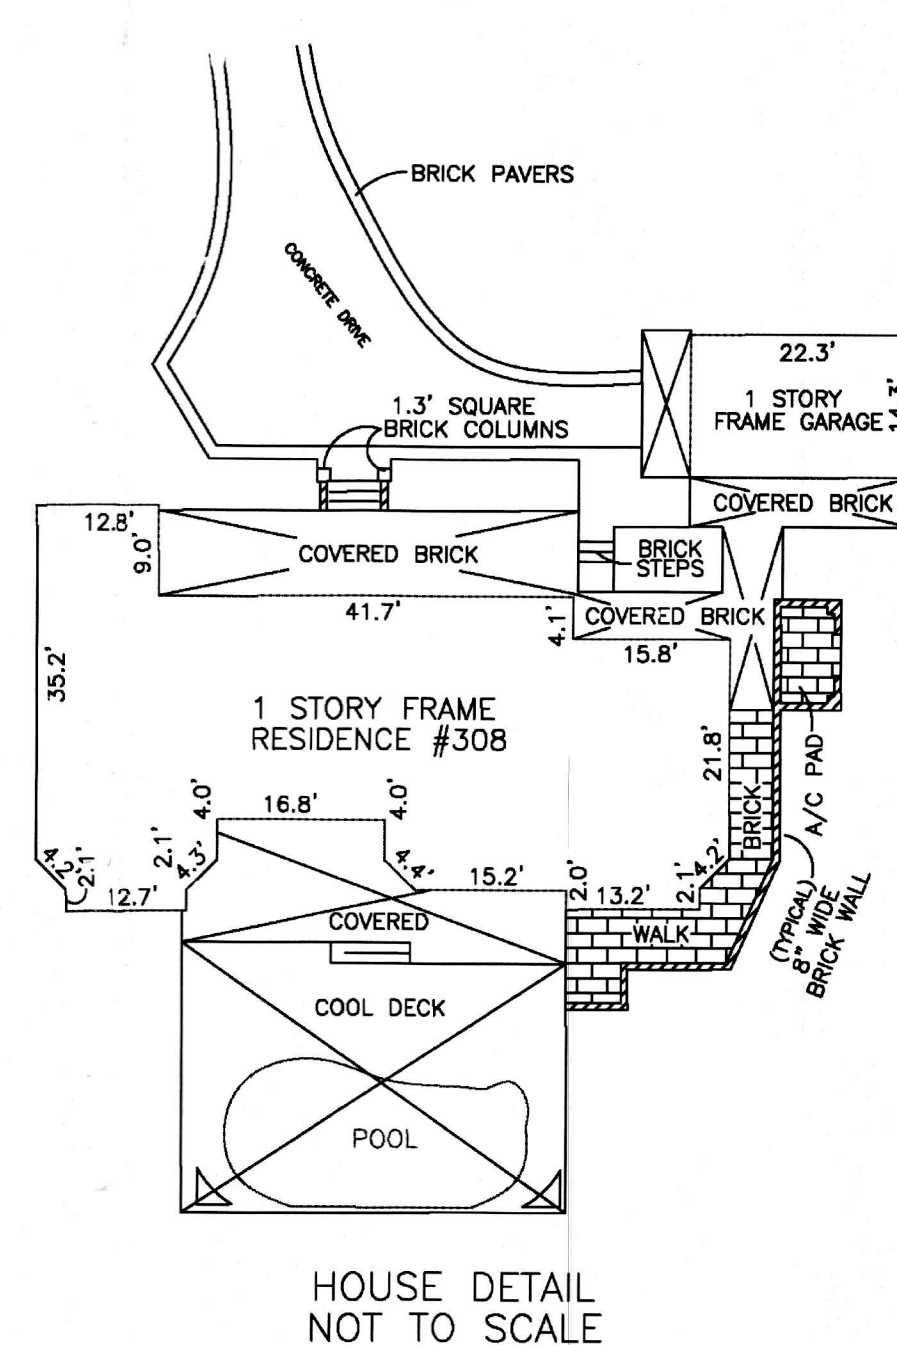 BRICK PAVERS
CONCRETE DRIVE
22.3'
1 STORY
FRAME GARAGE
1.3' SQUARE
BRICK COLUMNS
COVERED BRICK
12.8'
9.0'
COVERED BRICK
BRICK
STEPS
41.7'
4.1'
COVERED BRICK
15.8'
35.2'
1 STORY FRAME
RESIDENCE #308
21.8'
BRICK
A/C PAD
4.0'
16.8'
4.0'
4.2'
2.1'
12.7'
2.1'
4.3'
4.4'
15.2'
2.0'
13.2'
2.1'
4.2'
COVERED
WALK
(TYPICAL)
8" WIDE
BRICK WALL
COOL DECK
POOL
HOUSE DETAIL
NOT TO SCALE